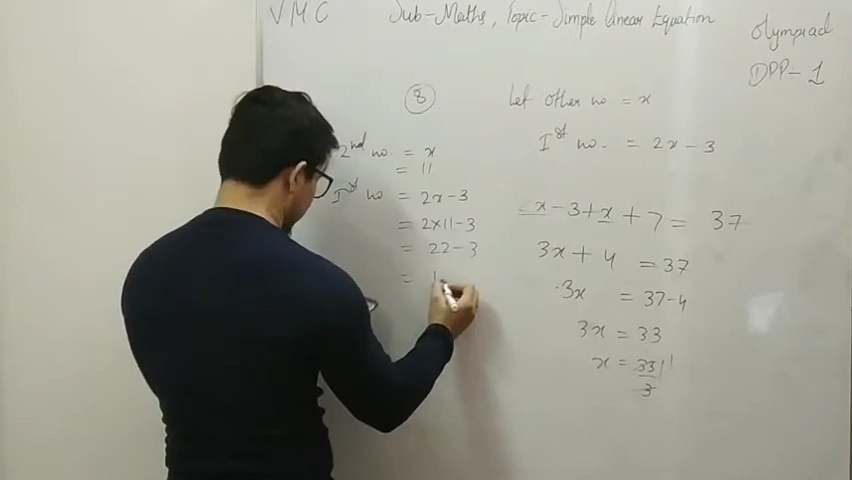 VMC Sub-Maths, Topic-Simple linear Equation
Olympiad
DPP-1
8
2nd no. = x
= 11
Ist no = 2x-3
= 2x11-3
= 22-3
= 1
Let other no = x
Ist no. = 2x-3
x-3+x+7= 37
3x+4 =37
3x = 37-4
3x = 33
x = 33 11
3